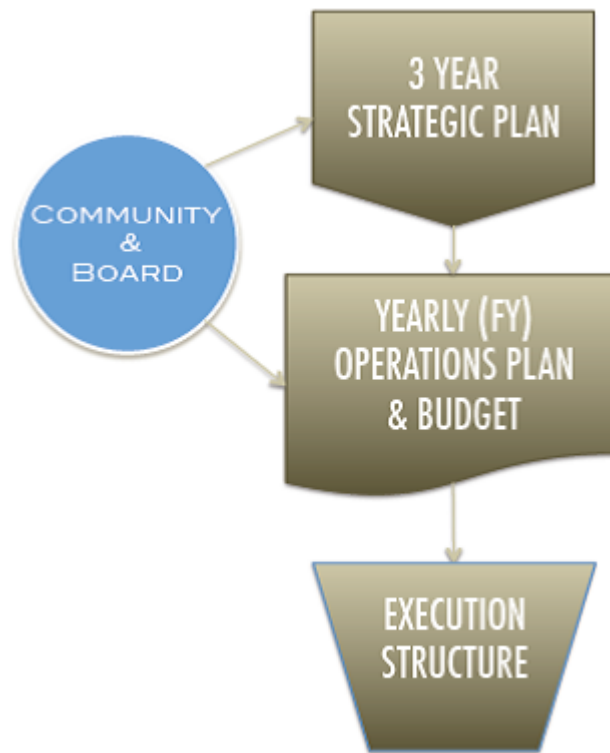 3 YEAR
STRATEGIC PLAN
COMMUNITY
&
BOARD
YEARLY (FY)
OPERATIONS PLAN
& BUDGET
EXECUTION
STRUCTURE